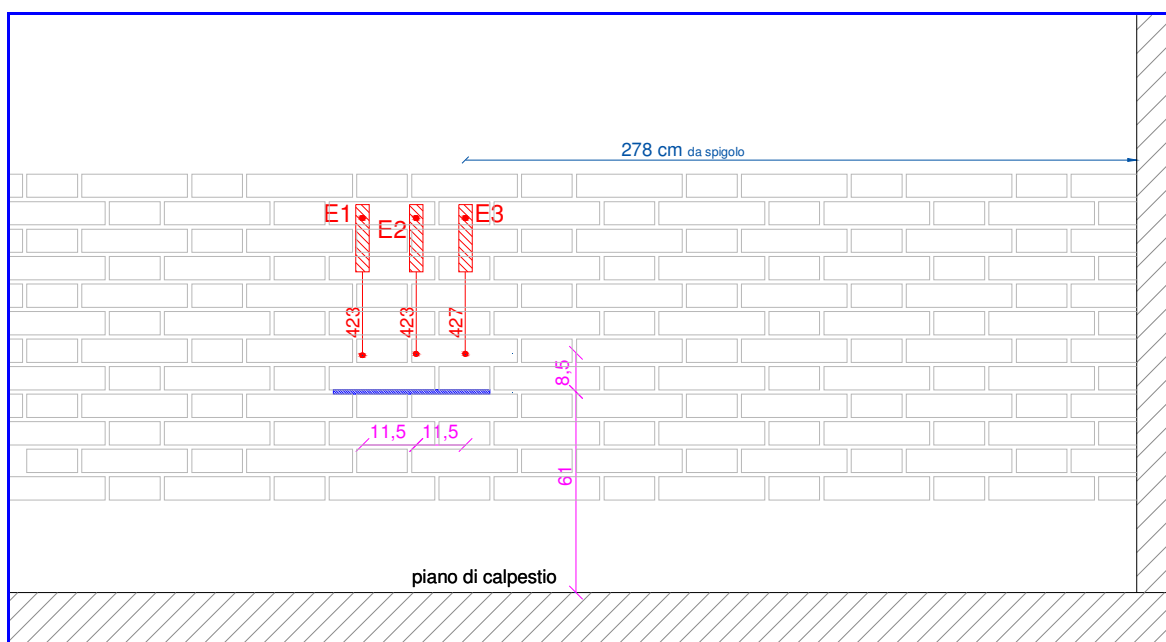 278 cm da spigolo
E1
E2
E3
423
423
427
8,5
11,5
11,5
61
piano di calpestio